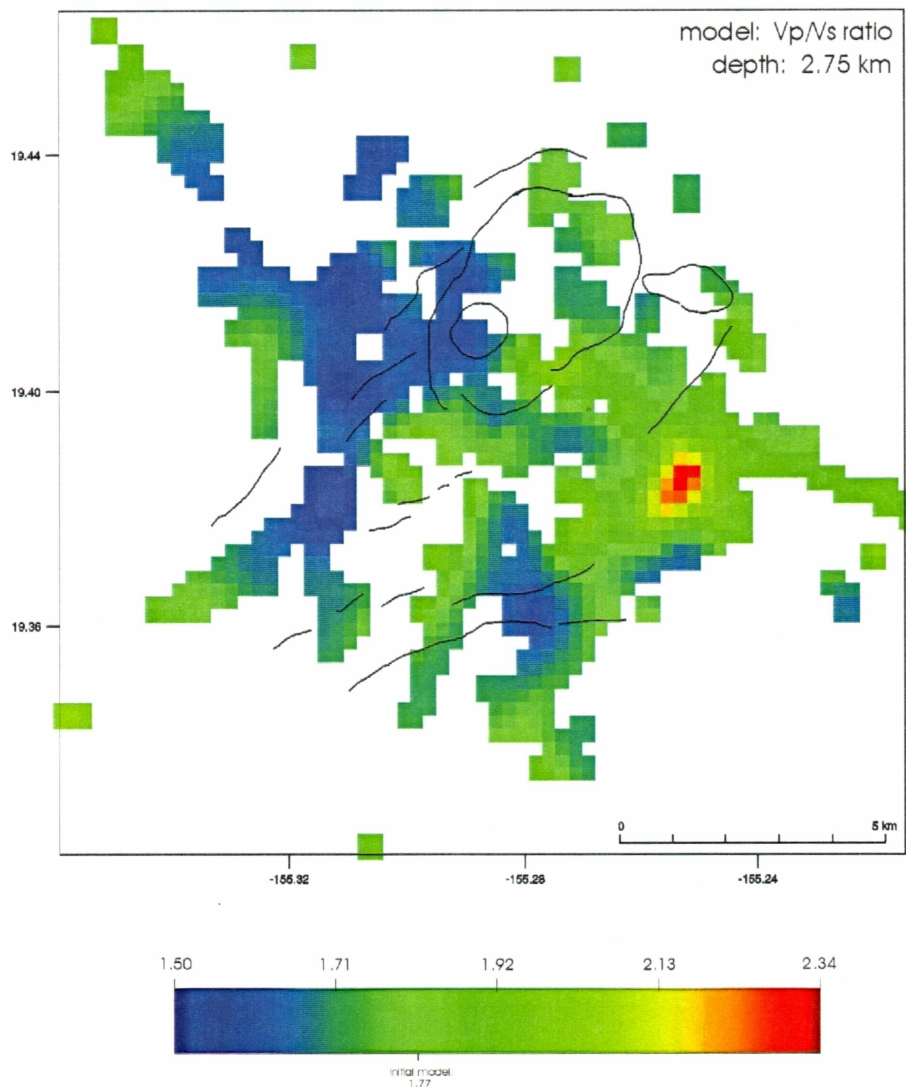 model: Vp/Vs ratio
depth: 2.75 km
19.44
19.40
19.36
0 5 km
-155.32 -155.28 -155.24
1.50 1.71 1.92 2.13 2.34
Initial model:
1.77